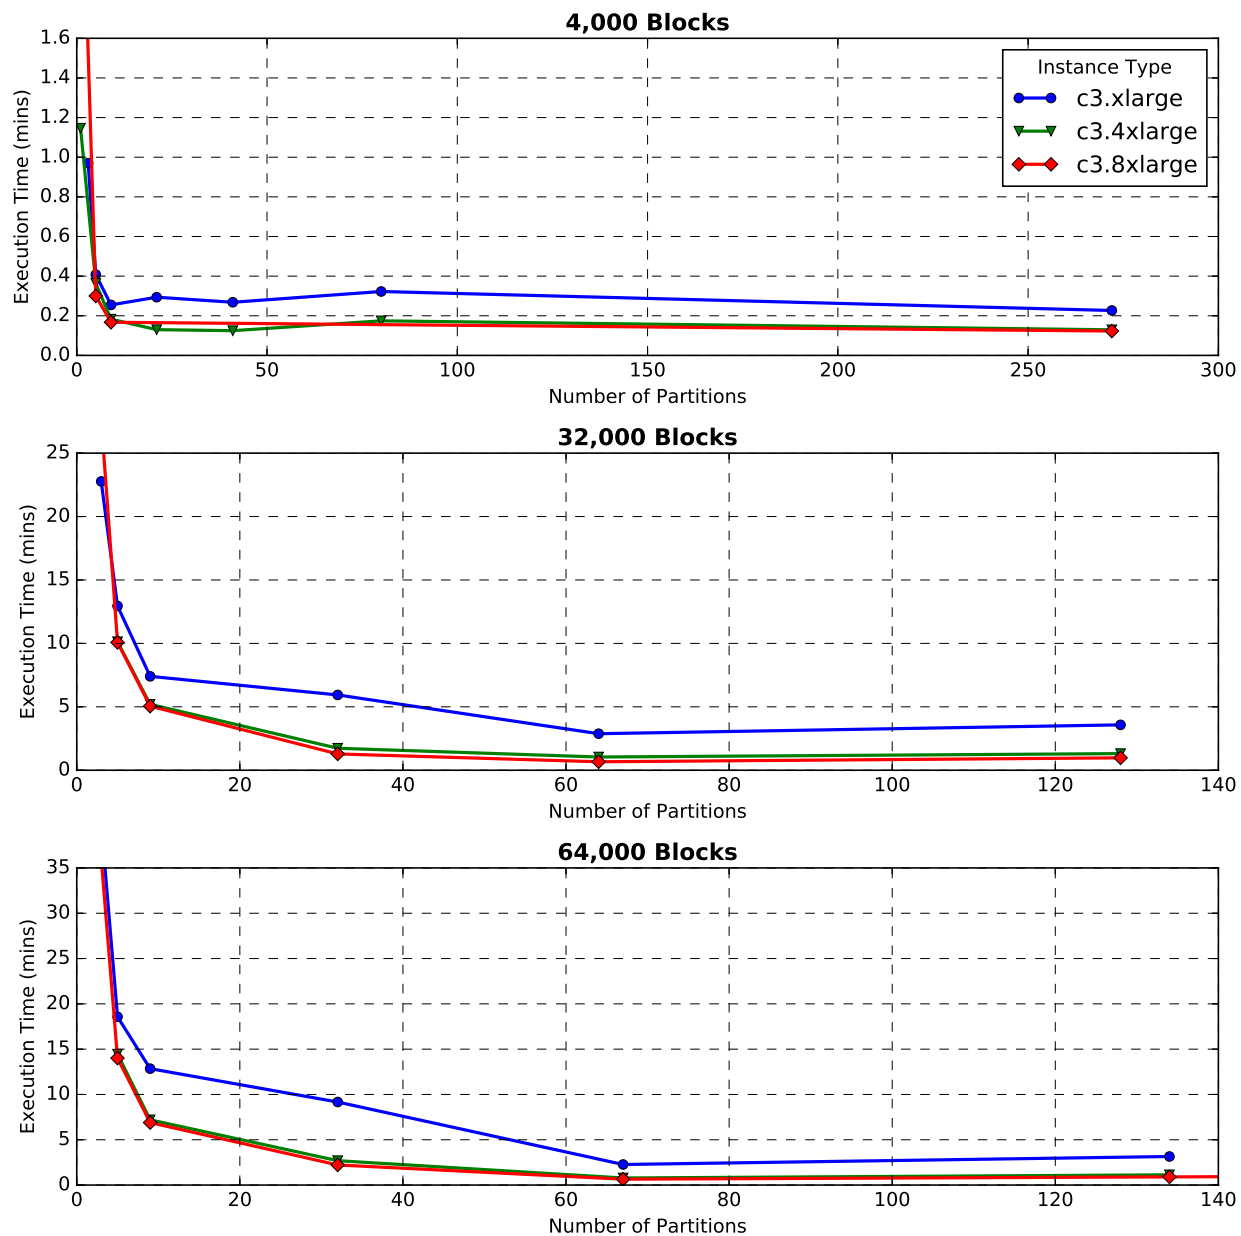 4,000 Blocks
1.6
1.4
1.2
1.0
0.8
0.6
0.4
0.2
0.0
Execution Time (mins)
Instance Type
c3.xlarge
c3.4xlarge
c3.8xlarge
0 50 100 150 200 250 300
Number of Partitions
32,000 Blocks
25
20
15
10
5
0
Execution Time (mins)
0 20 40 60 80 100 120 140
Number of Partitions
64,000 Blocks
35
30
25
20
15
10
5
0
Execution Time (mins)
0 20 40 60 80 100 120 140
Number of Partitions